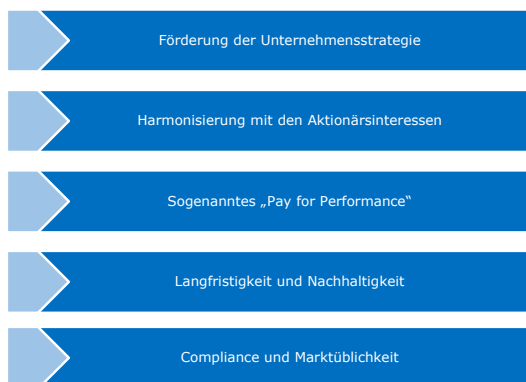 Förderung der Unternehmensstrategie
Harmonisierung mit den Aktionärsinteressen
Sogenanntes „Pay for Performance“
Langfristigkeit und Nachhaltigkeit
Compliance und Marktüblichkeit